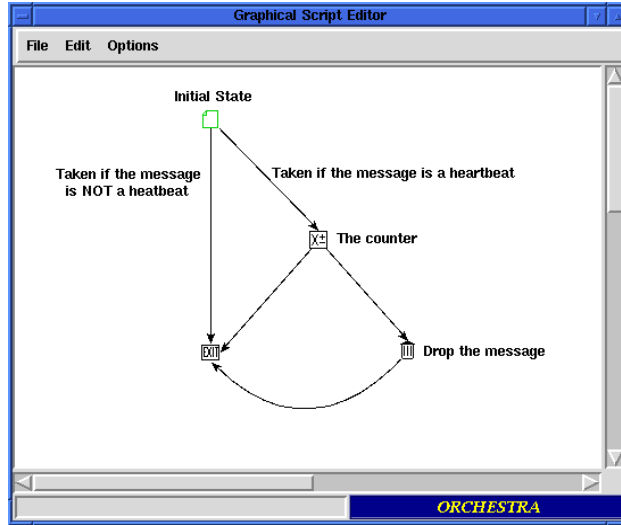 Graphical Script Editor
File Edit Options
Initial State
Taken if the message
is NOT a heatbeat
Taken if the message is a heartbeat
X±
The counter
EXIT
Drop the message
ORCHESTRA